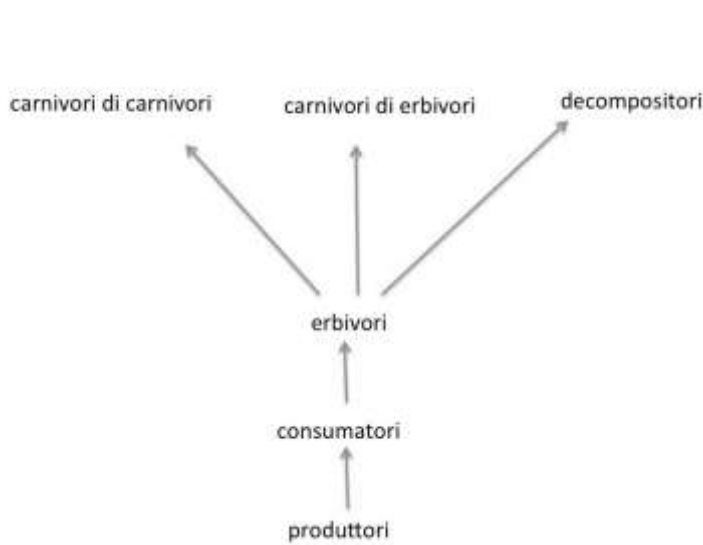 carnivori di carnivori
carnivori di erbivori
decompositori
erbivori
consumatori
produttori